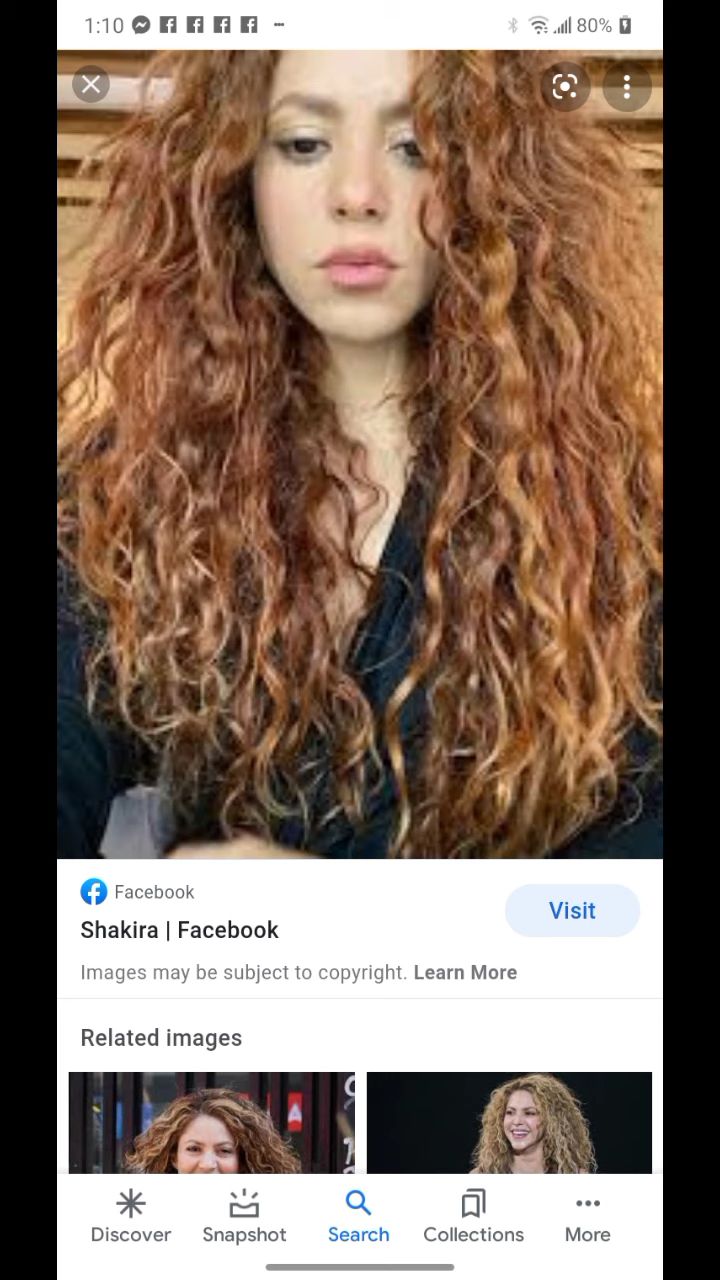 1:10 80%
Facebook
Shakira | Facebook
Visit
Images may be subject to copyright. Learn More
Related images
A
Discover Snapshot Search Collections More